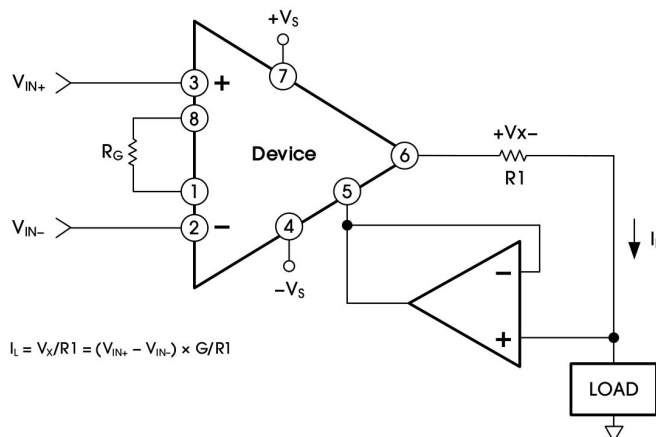 +VS
VIN+
3
+
7
8
RG
Device
6
+Vx−
R1
1
5
VIN−
2
−
4
−VS
−
+
I
IL = VX/R1 = (VIN+ − VIN−) × G/R1
LOAD